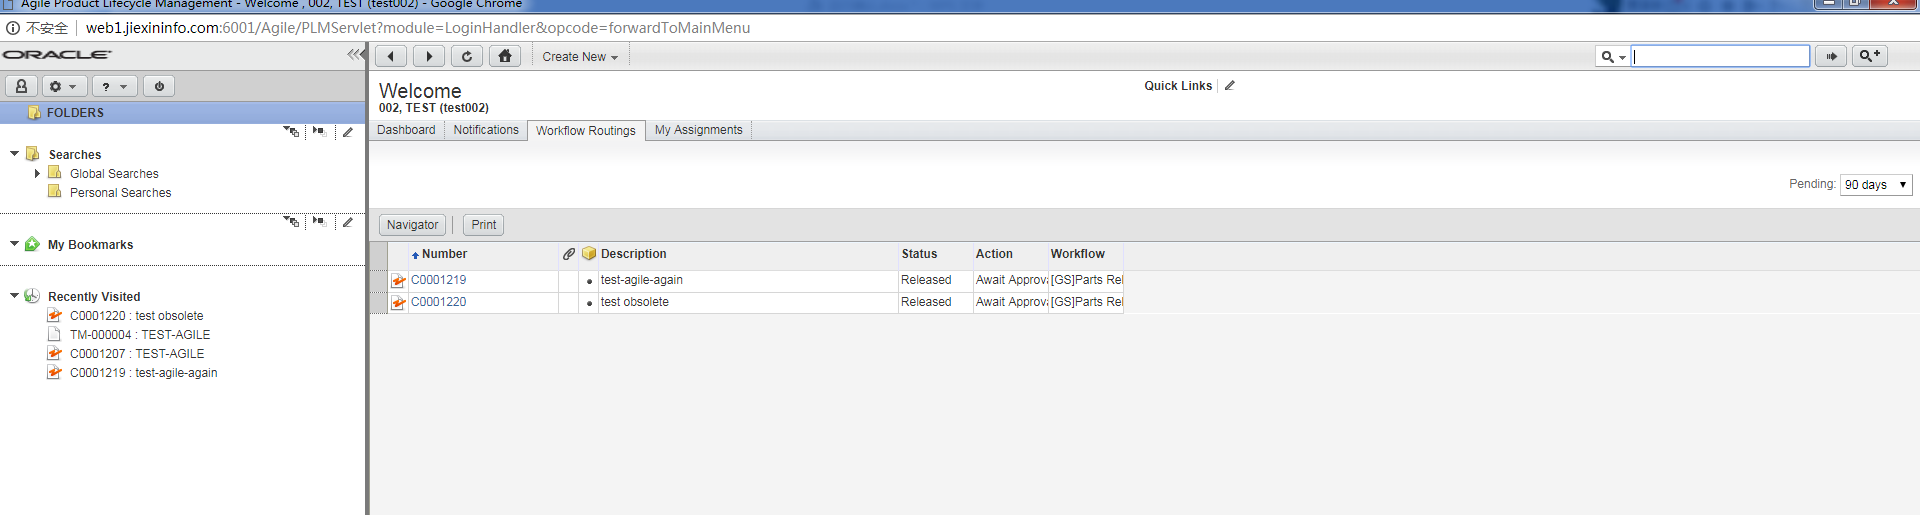 Agile Product Lifecycle Management - Welcome , 002, TEST (test002) - Google Chrome
不安全 web1.jiexininfo.com:6001/Agile/PLMServlet?module=LoginHandler&opcode=forwardToMainMenu
ORACLE
Create New
FOLDERS
Searches
Global Searches
Personal Searches
My Bookmarks
Recently Visited
C0001220 : test obsolete
TM-000004 : TEST-AGILE
C0001207 : TEST-AGILE
C0001219 : test-agile-again
Welcome
002, TEST (test002)
Quick Links
Dashboard Notifications Workflow Routings My Assignments
Pending: 90 days
Navigator Print
Number Description Status Action Workflow
C0001219 test-agile-again Released Await Approva [GS]Parts Rel
C0001220 test obsolete Released Await Approva [GS]Parts Rel